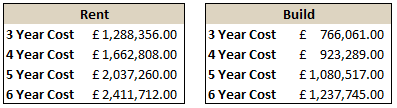 Rent
3 Year Cost £ 1,288,356.00
4 Year Cost £ 1,662,808.00
5 Year Cost £ 2,037,260.00
6 Year Cost £ 2,411,712.00
Build
3 Year Cost £ 766,061.00
4 Year Cost £ 923,289.00
5 Year Cost £ 1,080,517.00
6 Year Cost £ 1,237,745.00